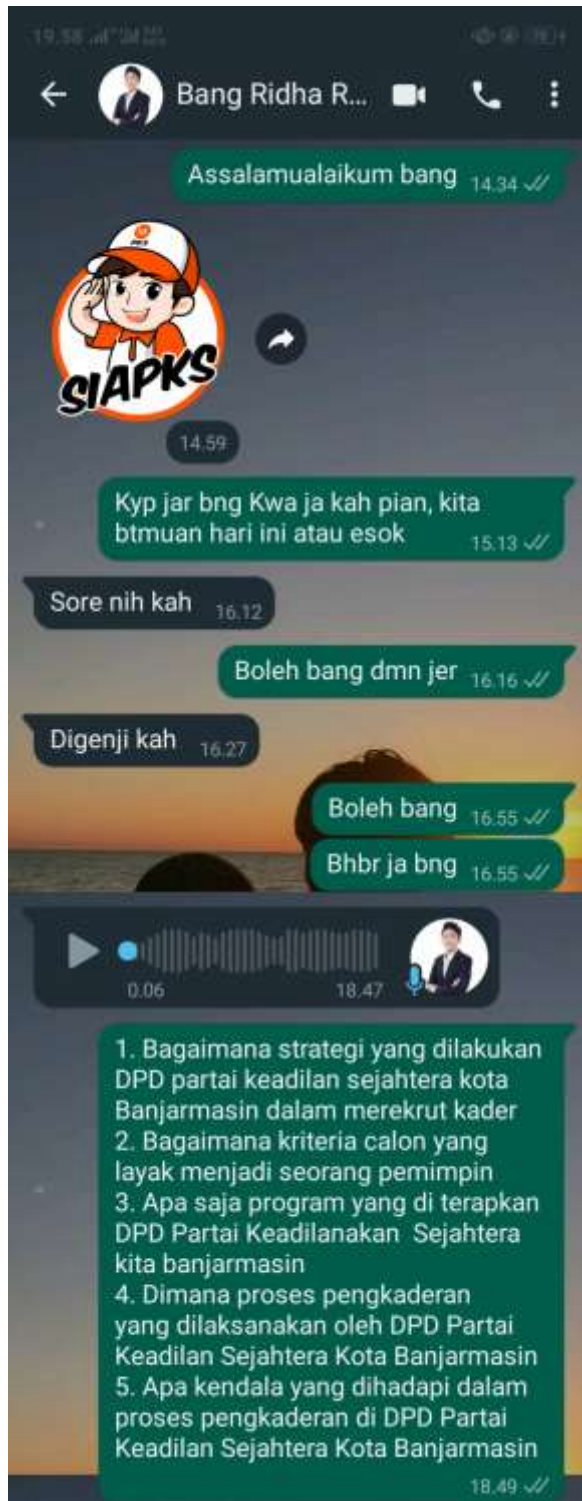 19.58
Bang Ridha R...
Assalamualaikum bang 14.34
PKS
SIAPKS
14.59
Kyp jar bng Kwa ja kah pian, kita
btmuan hari ini atau esok 15.13
Sore nih kah 16.12
Boleh bang dmn jer 16.16
Digenji kah 16.27
Boleh bang 16.55
Bhbr ja bng 16.55
0.06 18.47
1. Bagaimana strategi yang dilakukan
DPD partai keadilan sejahtera kota
Banjarmasin dalam merekrut kader
2. Bagaimana kriteria calon yang
layak menjadi seorang pemimpin
3. Apa saja program yang di terapkan
DPD Partai Keadilanakan Sejahtera
kita banjarmasin
4. Dimana proses pengkaderan
yang dilaksanakan oleh DPD Partai
Keadilan Sejahtera Kota Banjarmasin
5. Apa kendala yang dihadapi dalam
proses pengkaderan di DPD Partai
Keadilan Sejahtera Kota Banjarmasin
18.49